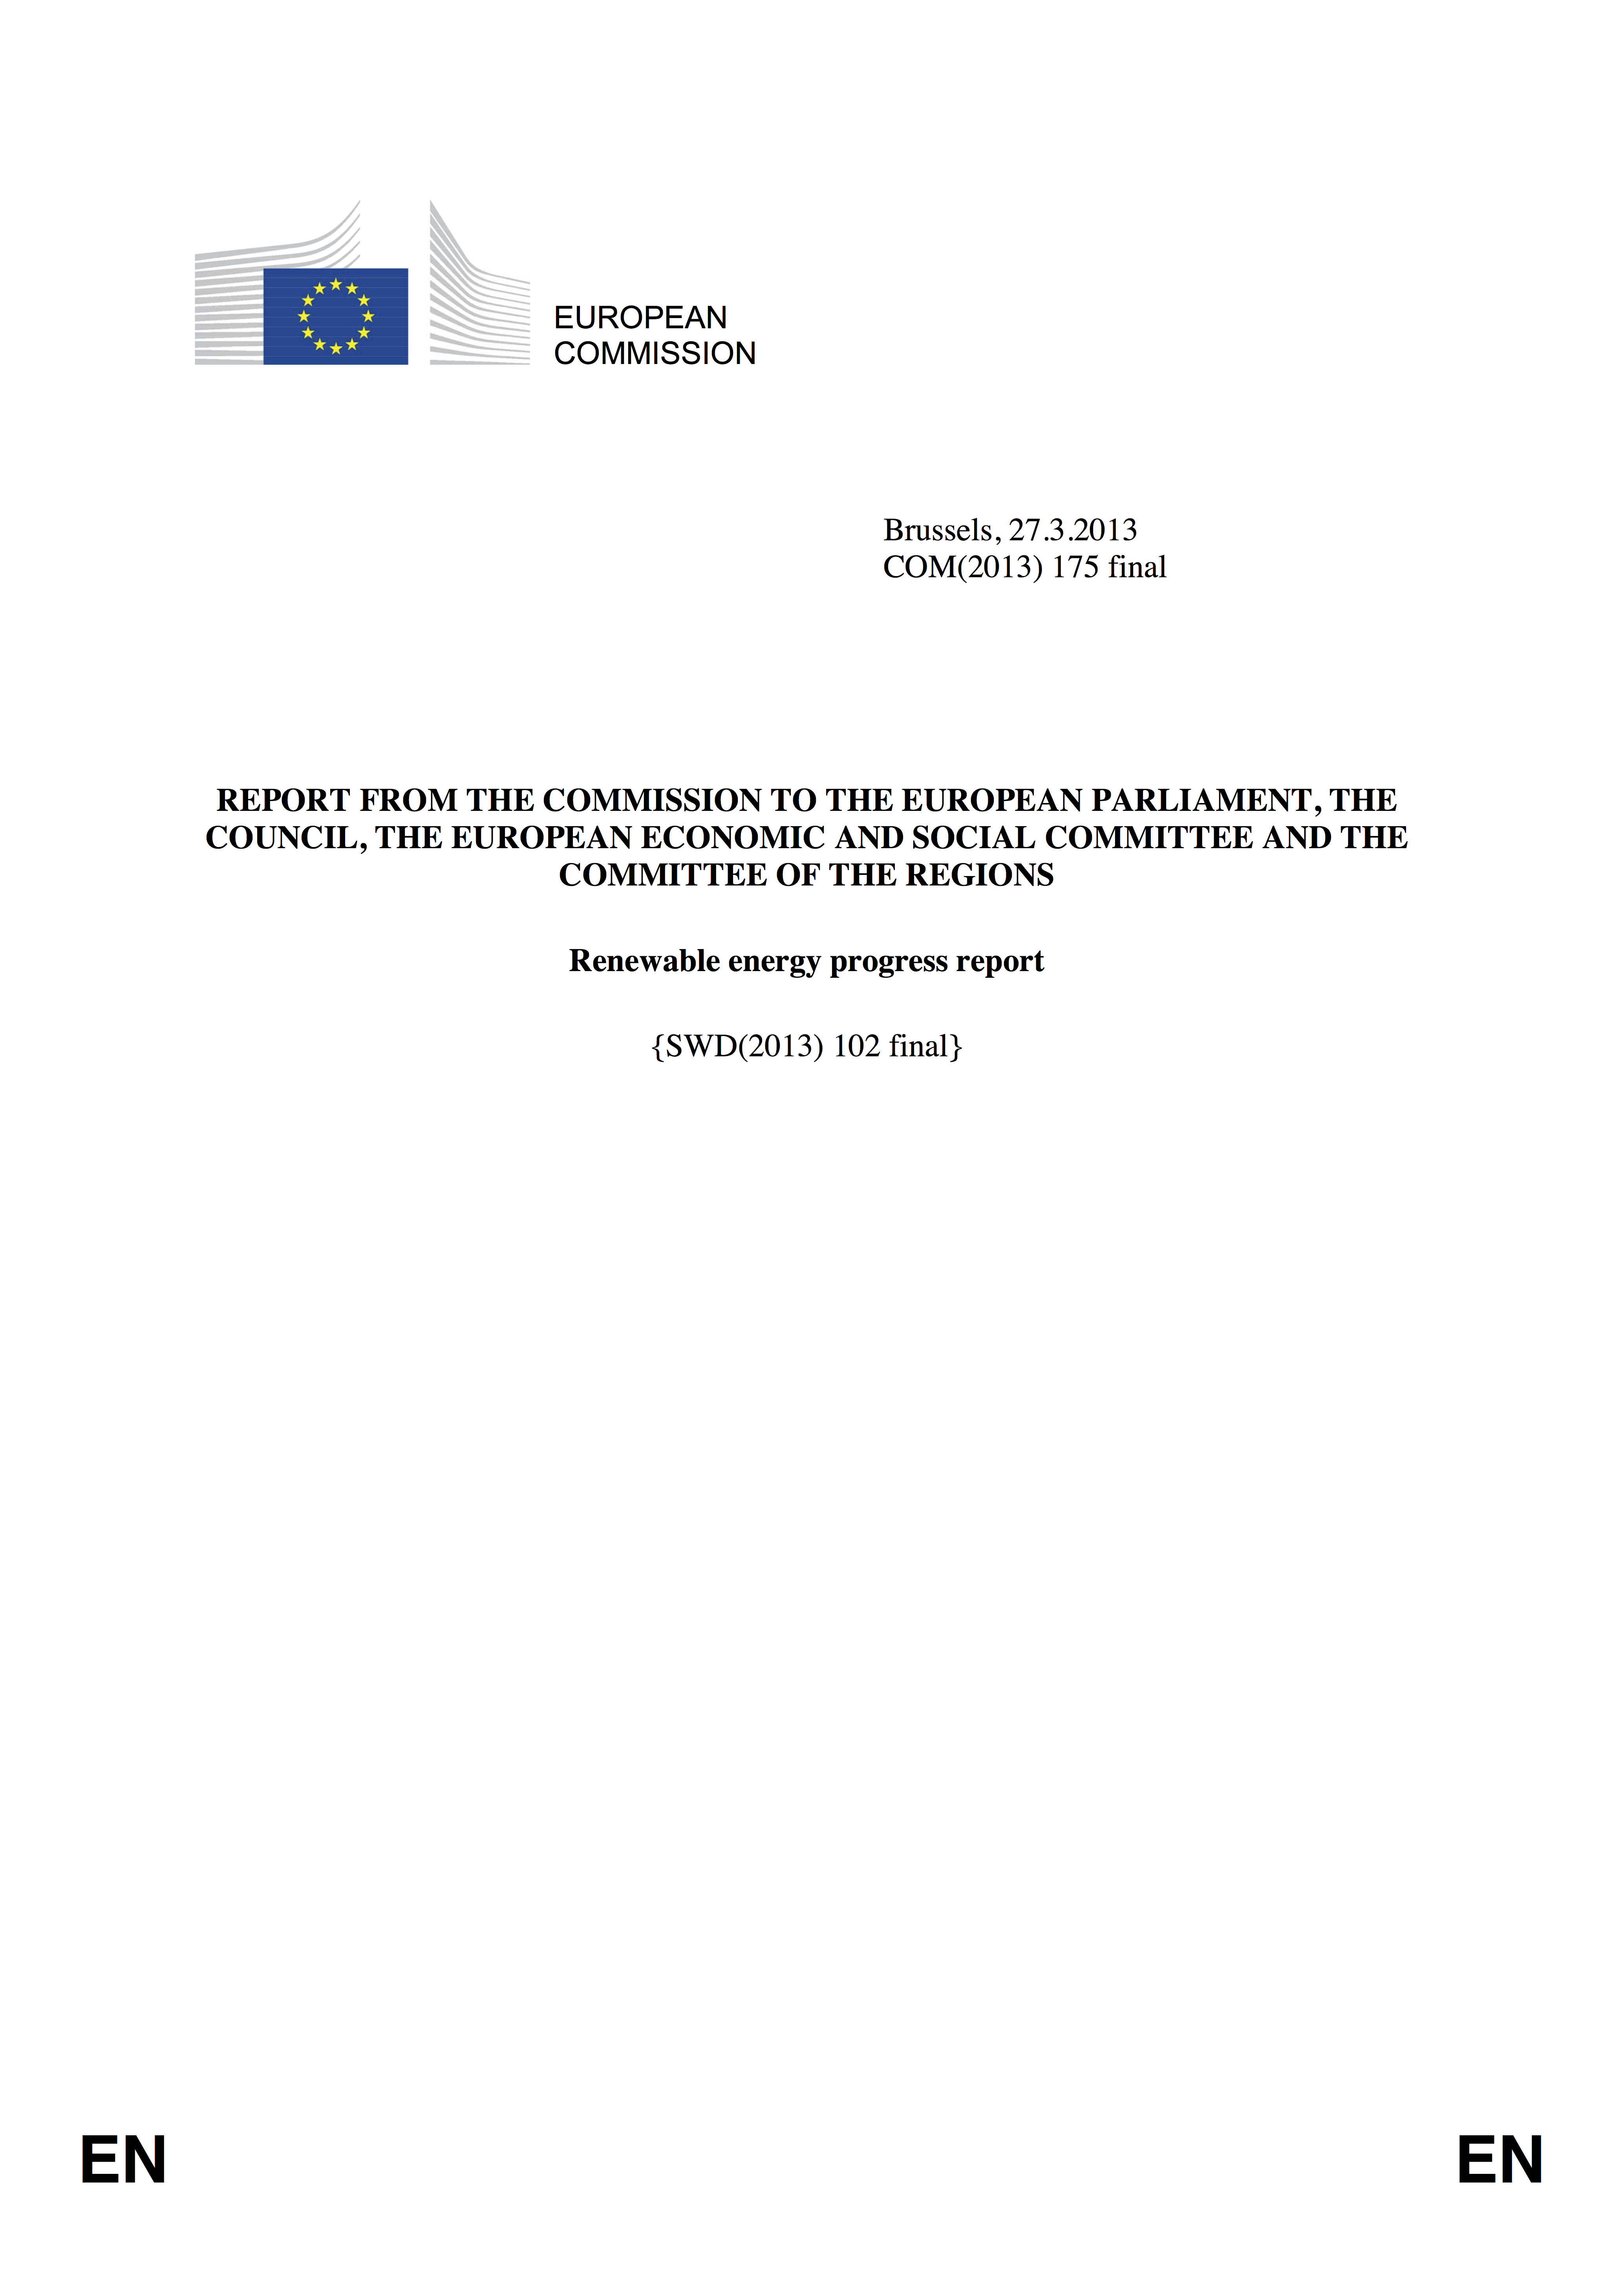 EUROPEAN
COMMISSION
Brussels, 27.3.2013
COM(2013) 175 final
REPORT FROM THE COMMISSION TO THE EUROPEAN PARLIAMENT, THE
COUNCIL, THE EUROPEAN ECONOMIC AND SOCIAL COMMITTEE AND THE
COMMITTEE OF THE REGIONS
Renewable energy progress report
{SWD(2013) 102 final}
EN EN